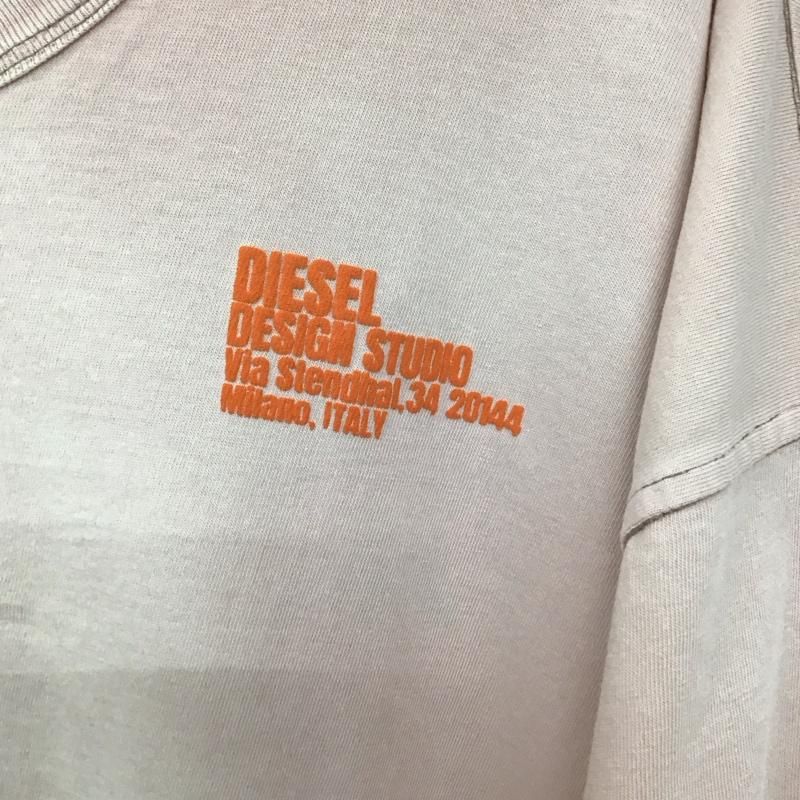 DIESEL
DESIGN STUDIO
Via Stendhal,34 20144
Milano, ITALY